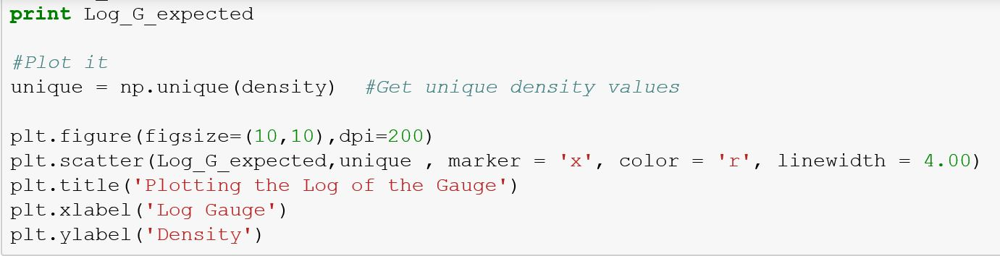 print Log_G_expected
#Plot it
unique = np.unique(density)  #Get unique density values
plt.figure(figsize=(10,10),dpi=200)
plt.scatter(Log_G_expected,unique , marker = 'x', color = 'r', linewidth = 4.00)
plt.title('Plotting the Log of the Gauge')
plt.xlabel('Log Gauge')
plt.ylabel('Density')